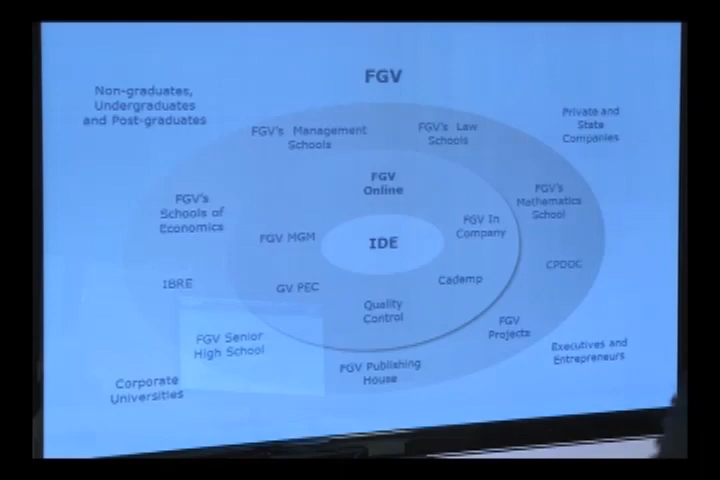 FGV
Non-graduates,
Undergraduates
and Post-graduates
Private and
State
Companies
FGV's Management
Schools
FGV's Law
Schools
FGV
Online
FGV's
Schools of
Economics
FGV's
Mathematics
School
FGV MGM
IDE
FGV In
Company
IBRE
GV PEC
Cademp
CPDOC
Quality
Control
FGV Senior
High School
FGV
Projects
FGV Publishing
House
Executives and
Entrepreneurs
Corporate
Universities